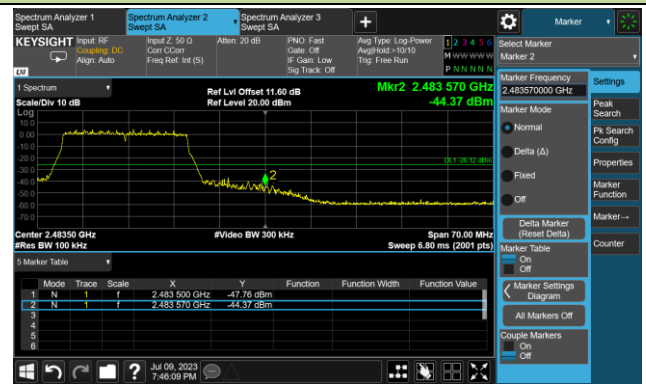 Spectrum Analyzer 1
Swept SA
Spectrum Analyzer 2
Swept SA
Spectrum Analyzer 3
Swept SA
Marker
KEYSIGHT
Input: RF
Coupling: DC
Align: Auto
Input Z: 50 Ω
Corr CCorr
Freq Ref: Int (S)
Atten: 20 dB
PNO: Fast
Gate: Off
IF Gain: Low
Sig Track: Off
Avg Type: Log-Power
Avg|Hold:>10/10
Trig: Free Run
1 2 3 4 5 6
M W W W W W
P N N N N N
LXI
Select Marker
Marker 2
1 Spectrum
Scale/Div 10 dB
Log
Ref Lvl Offset 11.60 dB
Ref Level 20.00 dBm
Mkr2 2.483 570 GHz
-44.37 dBm
10.0
0.00
-10.0
-20.0
-30.0
-40.0
-50.0
-60.0
-70.0
DL1 -26.12 dBm
2
Center 2.48350 GHz
#Res BW 100 kHz
#Video BW 300 kHz
Span 70.00 MHz
Sweep 6.80 ms (2001 pts)
5 Marker Table
Mode Trace Scale X Y Function Function Width Function Value
1 N 1 f 2.483 500 GHz -47.76 dBm
2 N 1 f 2.483 570 GHz -44.37 dBm
3
4
5
6
Marker Frequency
2.483570000 GHz
Marker Mode
Normal
Delta (Δ)
Fixed
Off
Delta Marker
(Reset Delta)
Marker Table
On
Off
Marker Settings
Diagram
All Markers Off
Couple Markers
On
Off
Settings
Peak
Search
Pk Search
Config
Properties
Marker
Function
Marker→
Counter
Jul 09, 2023
7:46:09 PM